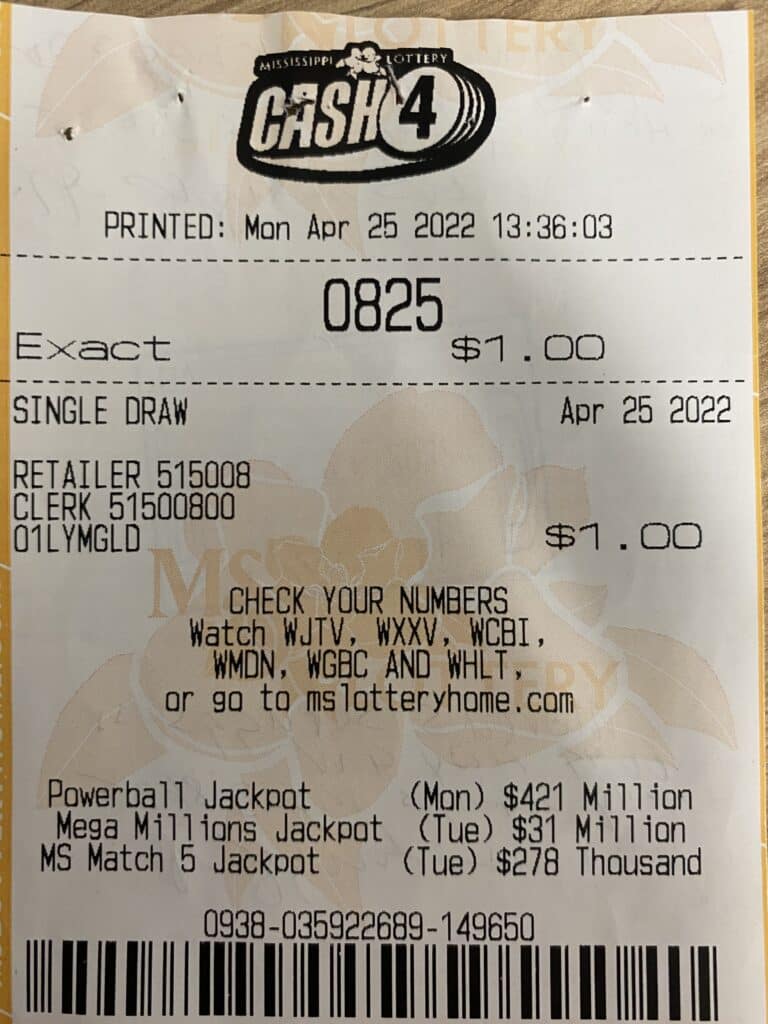 MISSISSIPPI LOTTERY
CASH 4
PRINTED: Mon Apr 25 2022 13:36:03
0825
Exact $1.00
SINGLE DRAW Apr 25 2022
RETAILER 515008
CLERK 51500800
01LYMGLD $1.00
MS
LOTTERY
CHECK YOUR NUMBERS
Watch WJTV, WXXV, WCBI,
WMDN, WGBC AND WHLT,
or go to mslotteryhome.com
Powerball Jackpot (Mon) $421 Million
Mega Millions Jackpot (Tue) $31 Million
MS Match 5 Jackpot (Tue) $278 Thousand
0938-035922689-149650